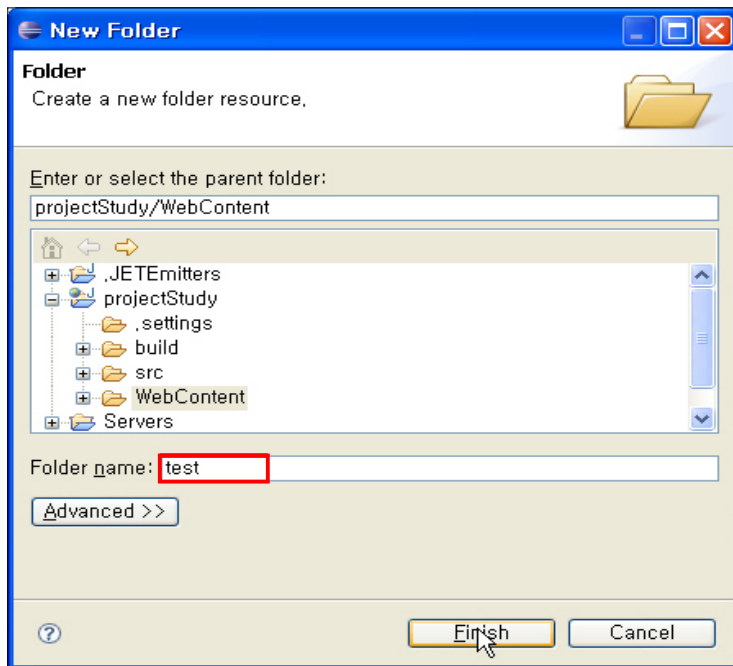 New Folder
Folder
Create a new folder resource.
Enter or select the parent folder:
projectStudy/WebContent
.JETEmitters
projectStudy
.settings
build
src
WebContent
Servers
Folder name: test
Advanced >>
Finish Cancel